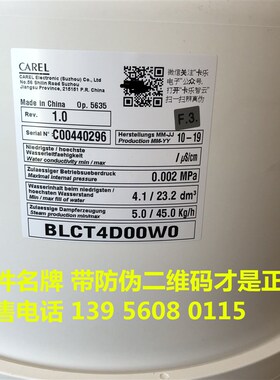 CAREL
CAREL Electronic (Suzhou) Co. Ltd.
No.26, 369 Lushan Road
Jiangsu Province, 215129, P.R. CHINA
微信关注"卡乐
电子"公众号,
打开"卡乐智云"
扫一扫辨真伪
Made in China
Op. 5635
Rev. 1.0
F.3.
Serial N°
C00440296
Herstellungs MM-JJ
Production MM-YY
10-19
Niedrigste / hoechste
Wasserleitfaehigkeit
Water conductivity min / max
/ µS/cm
Zulaessiger Betriebsueberdruck
Maximal internal pressure
0.002 MPa
Wasserinhalt beim niedrigsten /
hoechsten Wasserstand
Min / max fill of water
4.1 / 23.2 dm³
Zulaessige Dampferzeugung
Steam production min/max
5.0 / 45.0 Kg/h
BLCT4D00W0
件名牌 带防伪二维码才是正
售电话 139 5608 0115